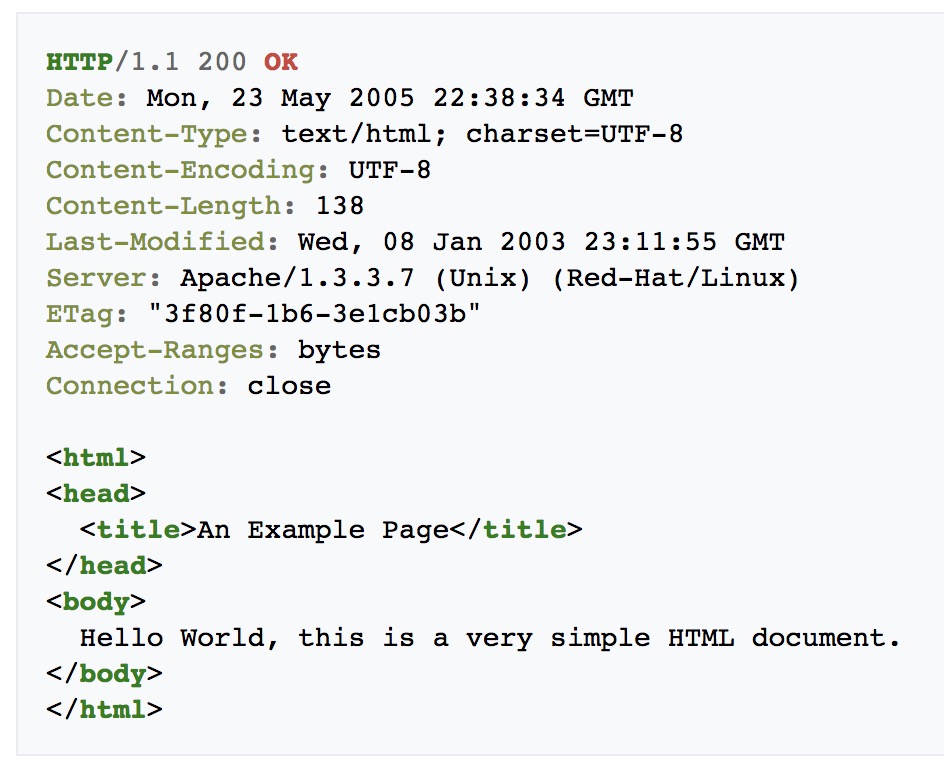 HTTP/1.1 200 OK
Date: Mon, 23 May 2005 22:38:34 GMT
Content-Type: text/html; charset=UTF-8
Content-Encoding: UTF-8
Content-Length: 138
Last-Modified: Wed, 08 Jan 2003 23:11:55 GMT
Server: Apache/1.3.3.7 (Unix) (Red-Hat/Linux)
ETag: "3f80f-1b6-3e1cb03b"
Accept-Ranges: bytes
Connection: close

<html>
<head>
  <title>An Example Page</title>
</head>
<body>
  Hello World, this is a very simple HTML document.
</body>
</html>